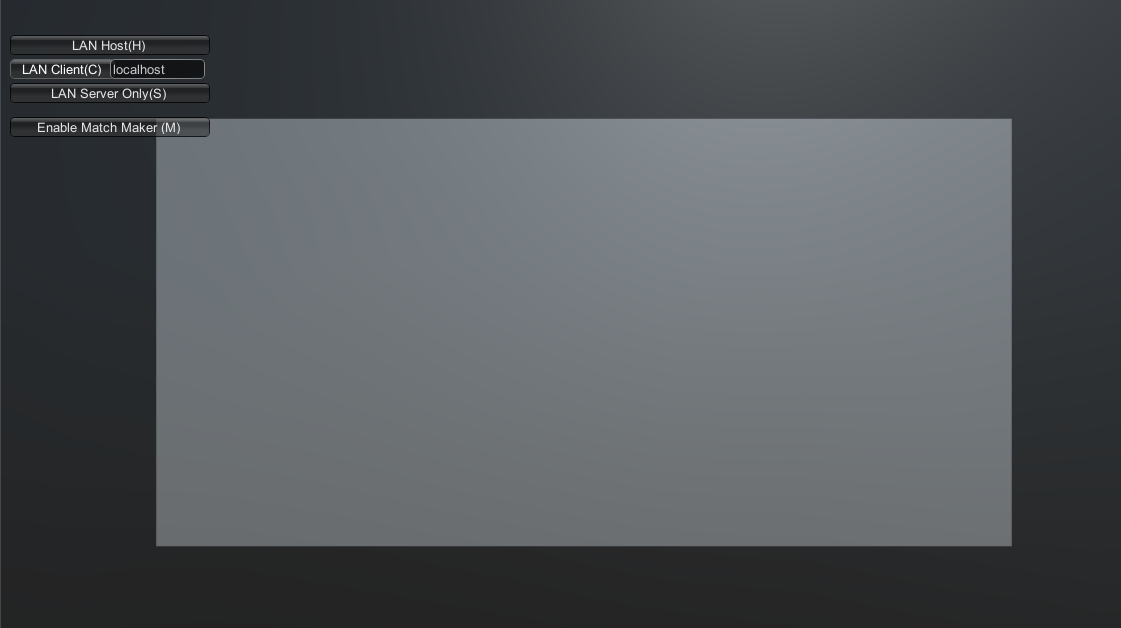 LAN Host(H)
LAN Client(C) localhost
LAN Server Only(S)
Enable Match Maker (M)